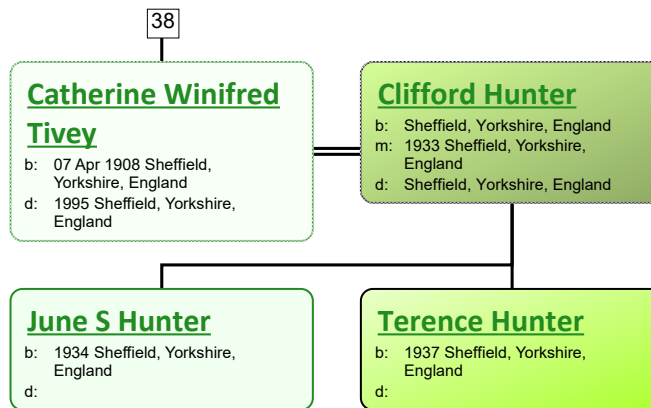 38
Catherine Winifred
Tivey
b: 07 Apr 1908 Sheffield,
Yorkshire, England
d: 1995 Sheffield, Yorkshire,
England
Clifford Hunter
b: Sheffield, Yorkshire, England
m: 1933 Sheffield, Yorkshire,
England
d: Sheffield, Yorkshire, England
June S Hunter
b: 1934 Sheffield, Yorkshire,
England
d:
Terence Hunter
b: 1937 Sheffield, Yorkshire,
England
d: